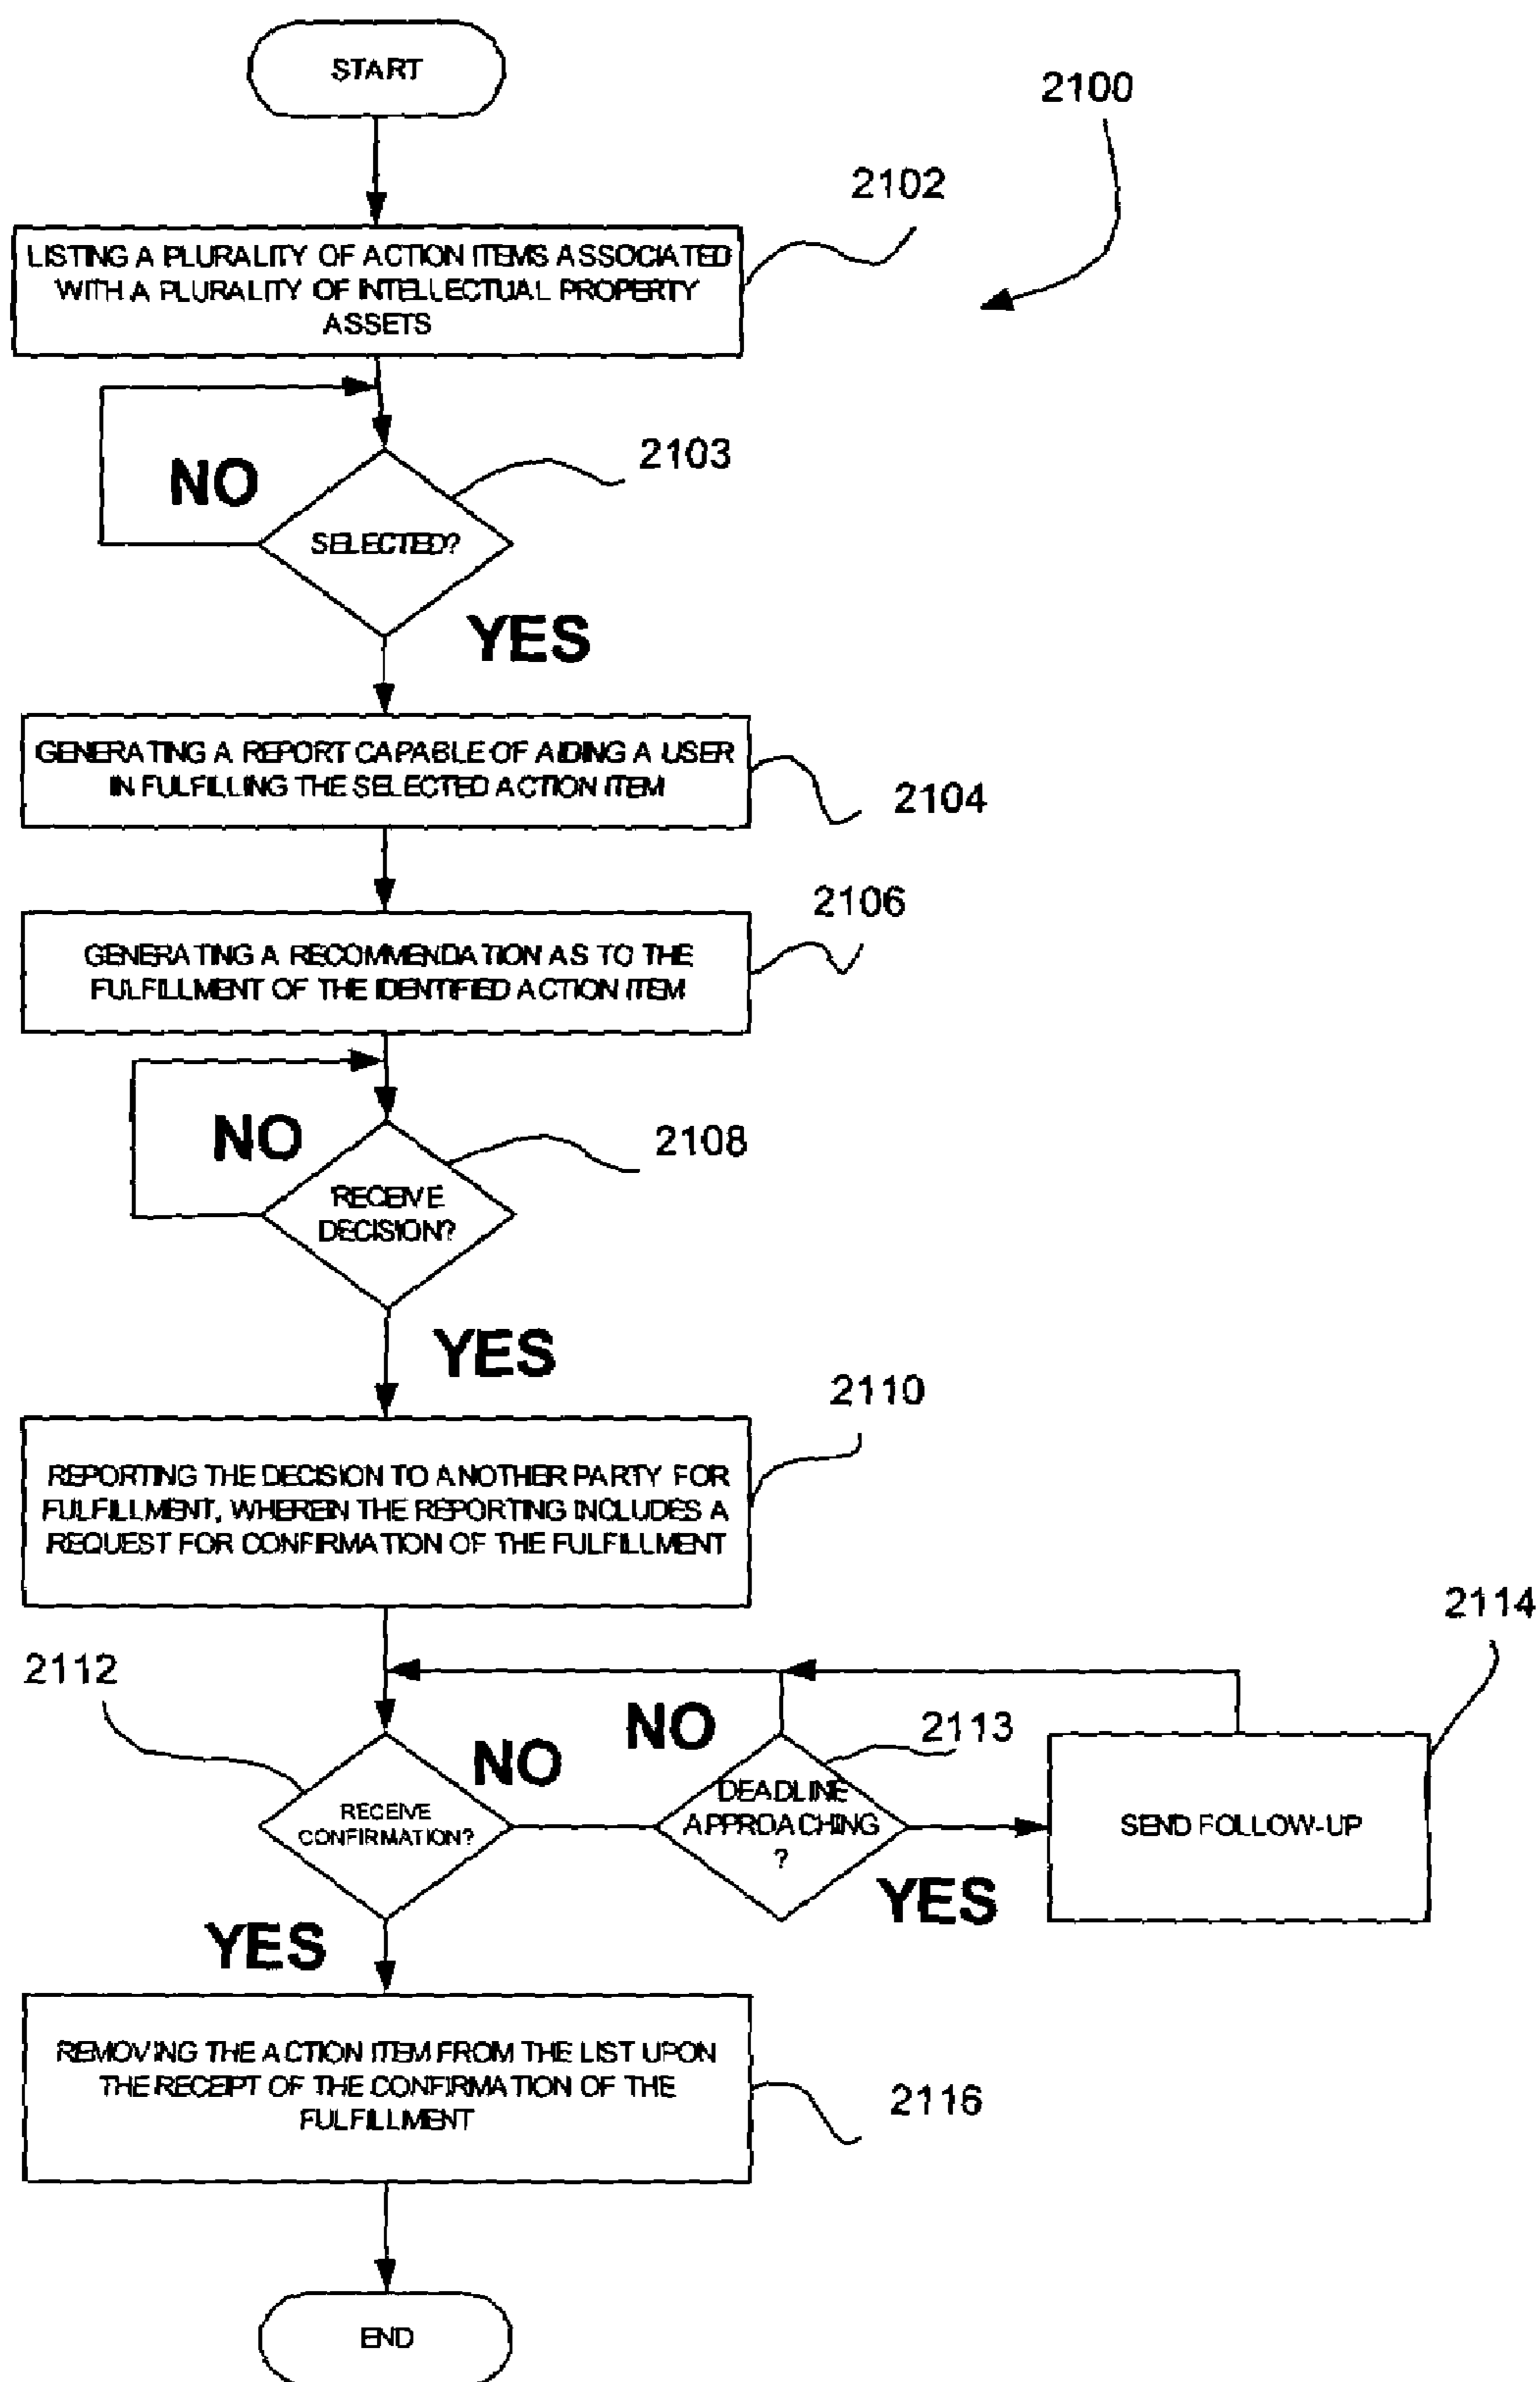 START
2100
2102
LISTING A PLURALITY OF ACTION ITEMS ASSOCIATED
WITH A PLURALITY OF INTELLECTUAL PROPERTY
ASSETS
2103
NO
SELECTED?
YES
GENERATING A REPORT CAPABLE OF AIDING A USER
IN FULFILLING THE SELECTED ACTION ITEM
2104
2106
GENERATING A RECOMMENDATION AS TO THE
FULFILLMENT OF THE IDENTIFIED ACTION ITEM
2108
NO
RECEIVE
DECISION?
YES
2110
REPORTING THE DECISION TO ANOTHER PARTY FOR
FULFILLMENT, WHEREIN THE REPORTING INCLUDES A
REQUEST FOR CONFIRMATION OF THE FULFILLMENT
2114
2112
NO
2113
NO
DEADLINE
APPROACHING
?
RECEIVE
CONFIRMATION?
SEND FOLLOW-UP
YES
YES
REMOVING THE ACTION ITEM FROM THE LIST UPON
THE RECEIPT OF THE CONFIRMATION OF THE
FULFILLMENT
2116
END